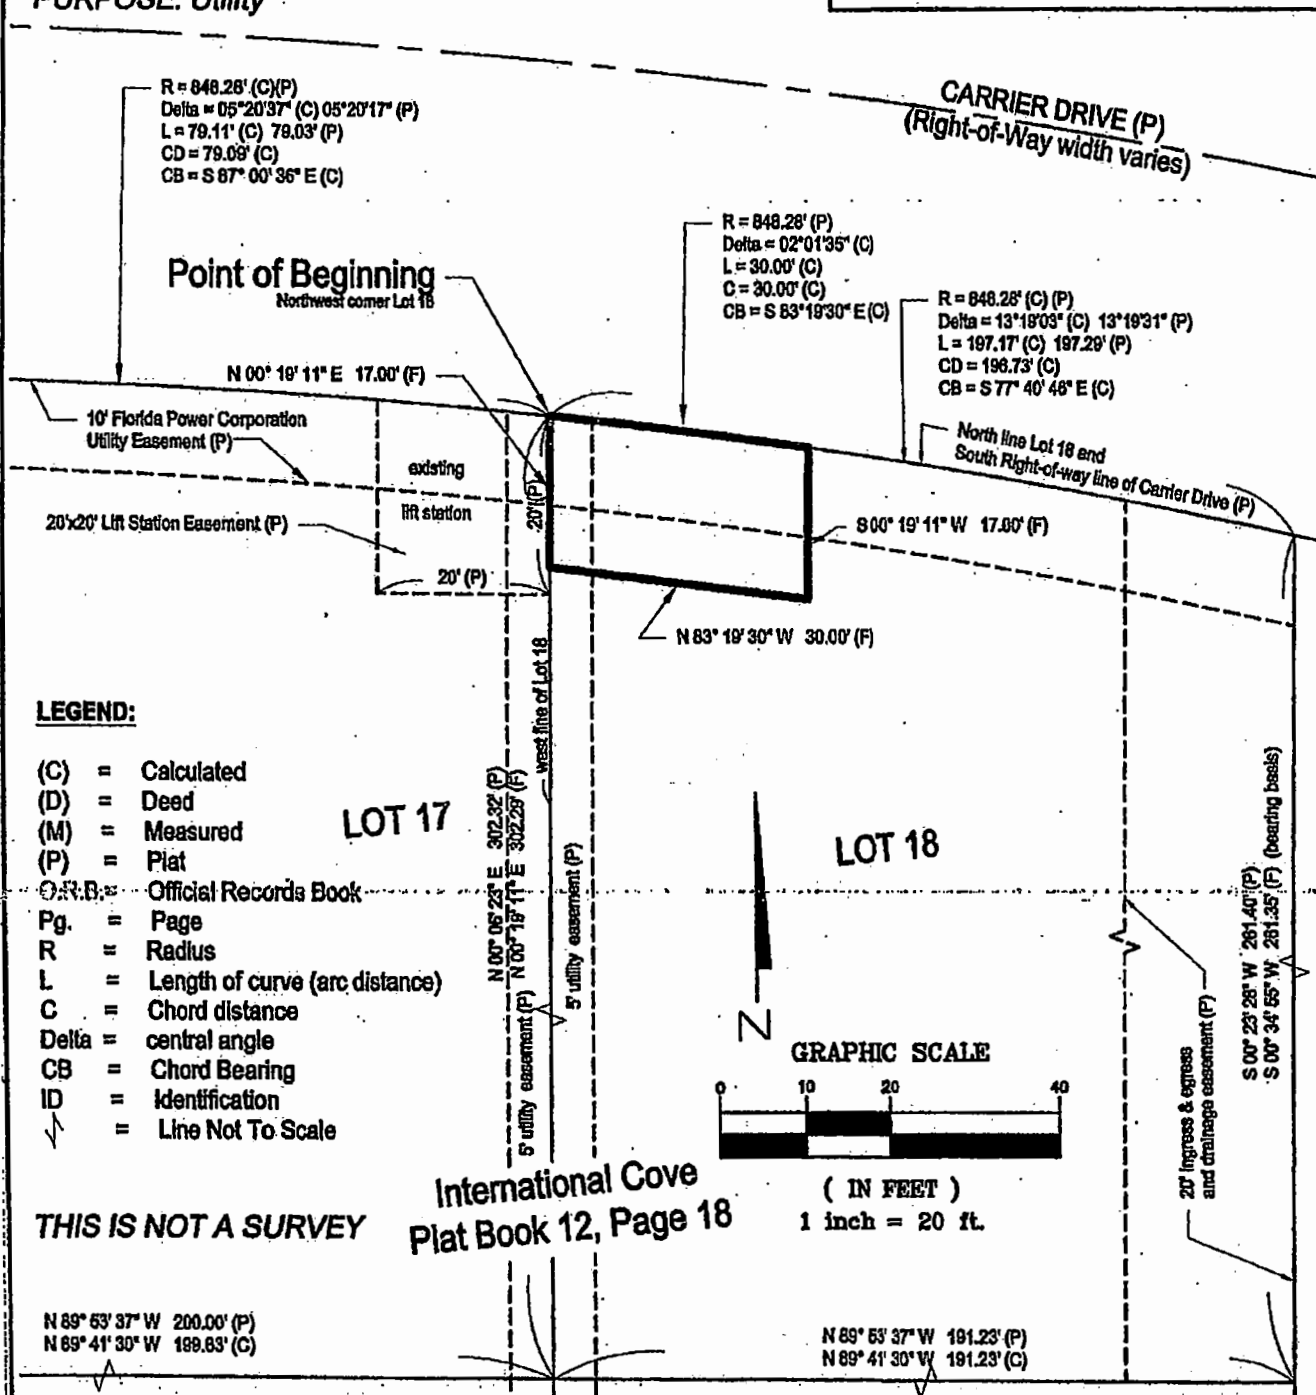 PURPOSE: Utility
CARRIER DRIVE (P)
(Right-of-Way width varies)
R = 848.28' (C)(P)
Delta = 05°20'37" (C) 05°20'17" (P)
L = 79.11' (C) 79.03' (P)
CD = 79.09' (C)
CB = S 87° 00' 36" E (C)
R = 848.28' (P)
Delta = 02°01'35" (C)
L = 30.00' (C)
C = 30.00' (C)
CB = S 83°19'30" E (C)
Point of Beginning
Northwest corner Lot 18
R = 848.28' (C) (P)
Delta = 13°19'03" (C) 13°19'31" (P)
L = 197.17' (C) 197.29' (P)
CD = 196.73' (C)
CB = S 77° 40' 46" E (C)
N 00° 19' 11" E 17.00' (F)
10' Florida Power Corporation
Utility Easement (P)
North line Lot 18 and
South Right-of-way line of Carrier Drive (P)
existing
lift station
20' (P)
20'x20' Lift Station Easement (P)
S 00° 19' 11" W 17.00' (F)
20' (P)
N 83° 19' 30" W 30.00' (F)
west line of Lot 18
LEGEND:
(C) = Calculated
(D) = Deed
(M) = Measured
(P) = Plat
O.R.B. = Official Records Book
Pg. = Page
R = Radius
L = Length of curve (arc distance)
C = Chord distance
Delta = central angle
CB = Chord Bearing
ID = Identification
= Line Not To Scale
LOT 17
N 00° 06' 23" E 302.32' (P)
N 00° 19' 11" E 302.29' (F)
5' utility easement (P)
5' utility easement (P)
LOT 18
N
S 00° 23' 28" W 281.40' (P)
S 00° 34' 55" W 281.35' (F) (bearing basis)
20' ingress & egress
and drainage easement (P)
GRAPHIC SCALE
0 10 20 40
( IN FEET )
1 inch = 20 ft.
International Cove
Plat Book 12, Page 18
THIS IS NOT A SURVEY
N 89° 53' 37" W 200.00' (P)
N 89° 41' 30" W 199.83' (C)
N 89° 53' 37" W 191.23' (P)
N 89° 41' 30" W 191.23' (C)